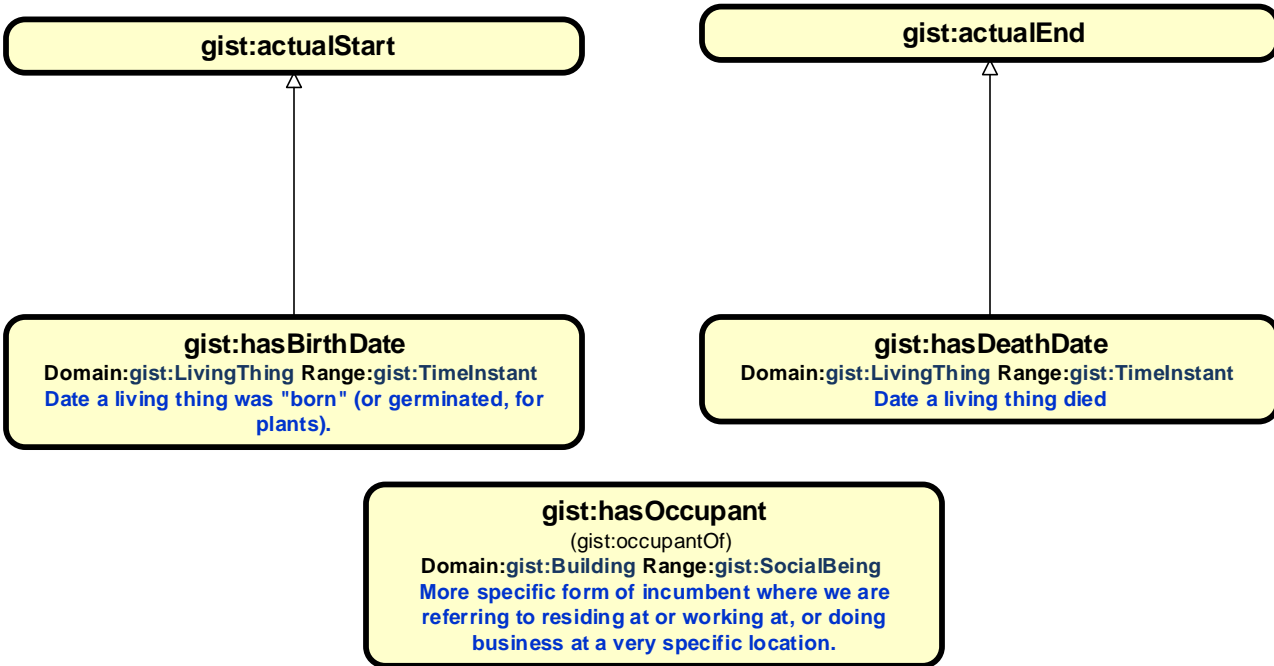 gist:actualStart
gist:actualEnd
gist:hasBirthDate
Domain:gist:LivingThing Range:gist:TimeInstant
Date a living thing was "born" (or germinated, for
plants).
gist:hasDeathDate
Domain:gist:LivingThing Range:gist:TimeInstant
Date a living thing died
gist:hasOccupant
(gist:occupantOf)
Domain:gist:Building Range:gist:SocialBeing
More specific form of incumbent where we are
referring to residing at or working at, or doing
business at a very specific location.